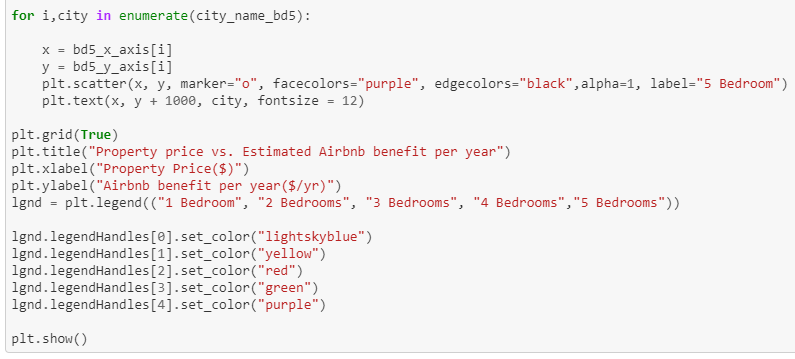 for i,city in enumerate(city_name_bd5):
    x = bd5_x_axis[i]
    y = bd5_y_axis[i]
    plt.scatter(x, y, marker="o", facecolors="purple", edgecolors="black",alpha=1, label="5 Bedroom")
    plt.text(x, y + 1000, city, fontsize = 12)
plt.grid(True)
plt.title("Property price vs. Estimated Airbnb benefit per year")
plt.xlabel("Property Price($)")
plt.ylabel("Airbnb benefit per year($/yr)")
lgnd = plt.legend(("1 Bedroom", "2 Bedrooms", "3 Bedrooms", "4 Bedrooms","5 Bedrooms"))
lgnd.legendHandles[0].set_color("lightskyblue")
lgnd.legendHandles[1].set_color("yellow")
lgnd.legendHandles[2].set_color("red")
lgnd.legendHandles[3].set_color("green")
lgnd.legendHandles[4].set_color("purple")
plt.show()